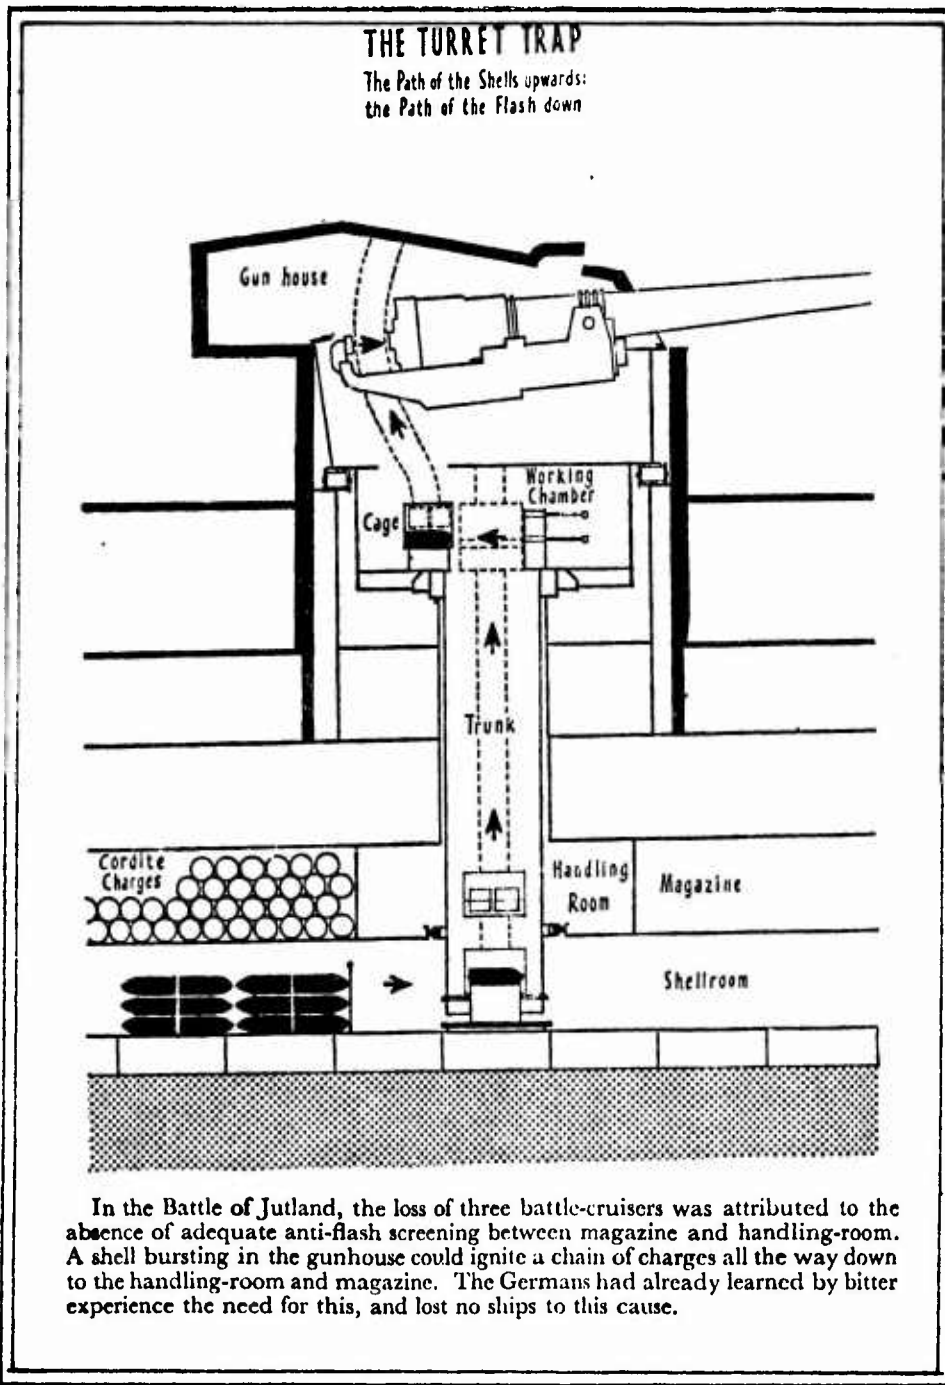 THE TURRET TRAP
The Path of the Shells upwards:
the Path of the Flash down
Gun house
Working
Chamber
Cage
Trunk
Cordite
Charges
Handling
Room
Magazine
Shellroom
In the Battle of Jutland, the loss of three battle-cruisers was attributed to the
absence of adequate anti-flash screening between magazine and handling-room.
A shell bursting in the gunhouse could ignite a chain of charges all the way down
to the handling-room and magazine. The Germans had already learned by bitter
experience the need for this, and lost no ships to this cause.